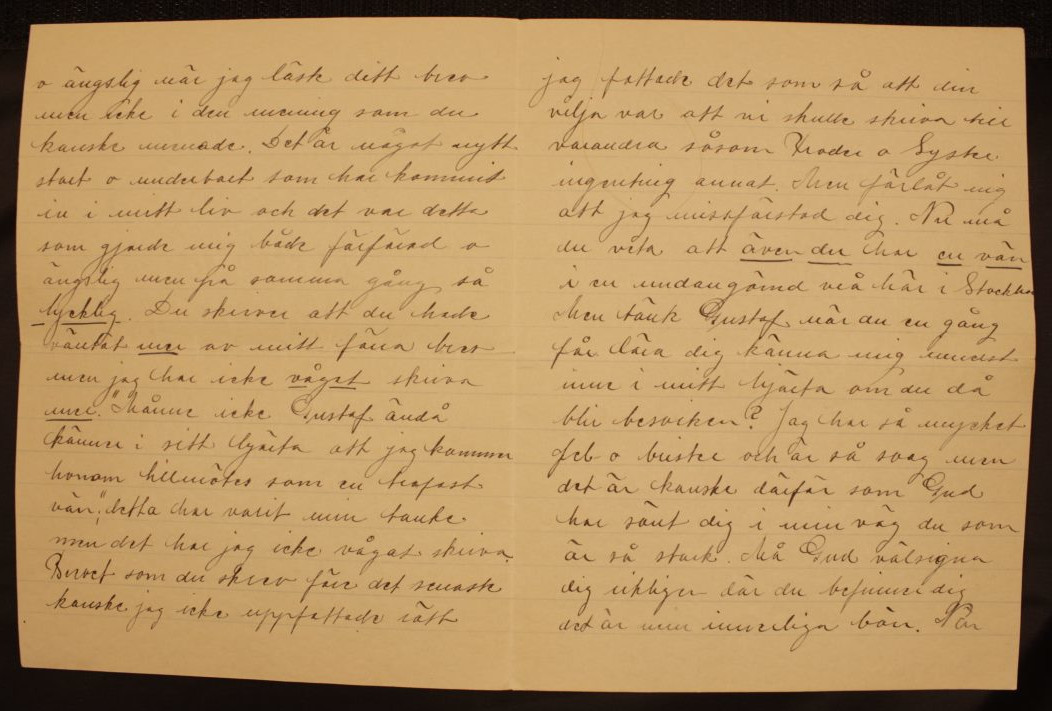 o ängslig när jag läste ditt brev
men icke i den mening som du
kanske menade. Det är något nytt
stort o underbart som har kommit
in i mitt liv och det var detta
som gjorde mig både förfärad o
ängslig men på samma gång så
lycklig. Du skriver att du hade
väntat mer av mitt förra brev
men jag har icke vågat skriva
mer. "Månne icke Gustaf ändå
känner i sitt hjärta att jag kommer
honom tillmötes som en trofast
vän", detta har varit min tanke
men det har jag icke vågat skriva.
Brevet som du skrev före det senaste
kanske jag icke uppfattade rätt
jag fattade det som så att din
vilja var att vi skulle skriva till
varandra såsom Broder o Syster
ingenting annat. Men förlåt mig
att jag missförstod dig. Nu må
du veta att även du har en vän
i en undangömd vrå här i Stockholm
Men tänk Gustaf när du en gång
får lära dig känna mig innerst
inne i mitt hjärta om du då
blir besviken? Jag har så mycket
fel o brister och är så svag men
det är kanske därför som Gud
har sänt dig i min väg du som
är så stark. Må Gud välsigna
dig rikligen där du befinner dig
det är min innerliga bön. När